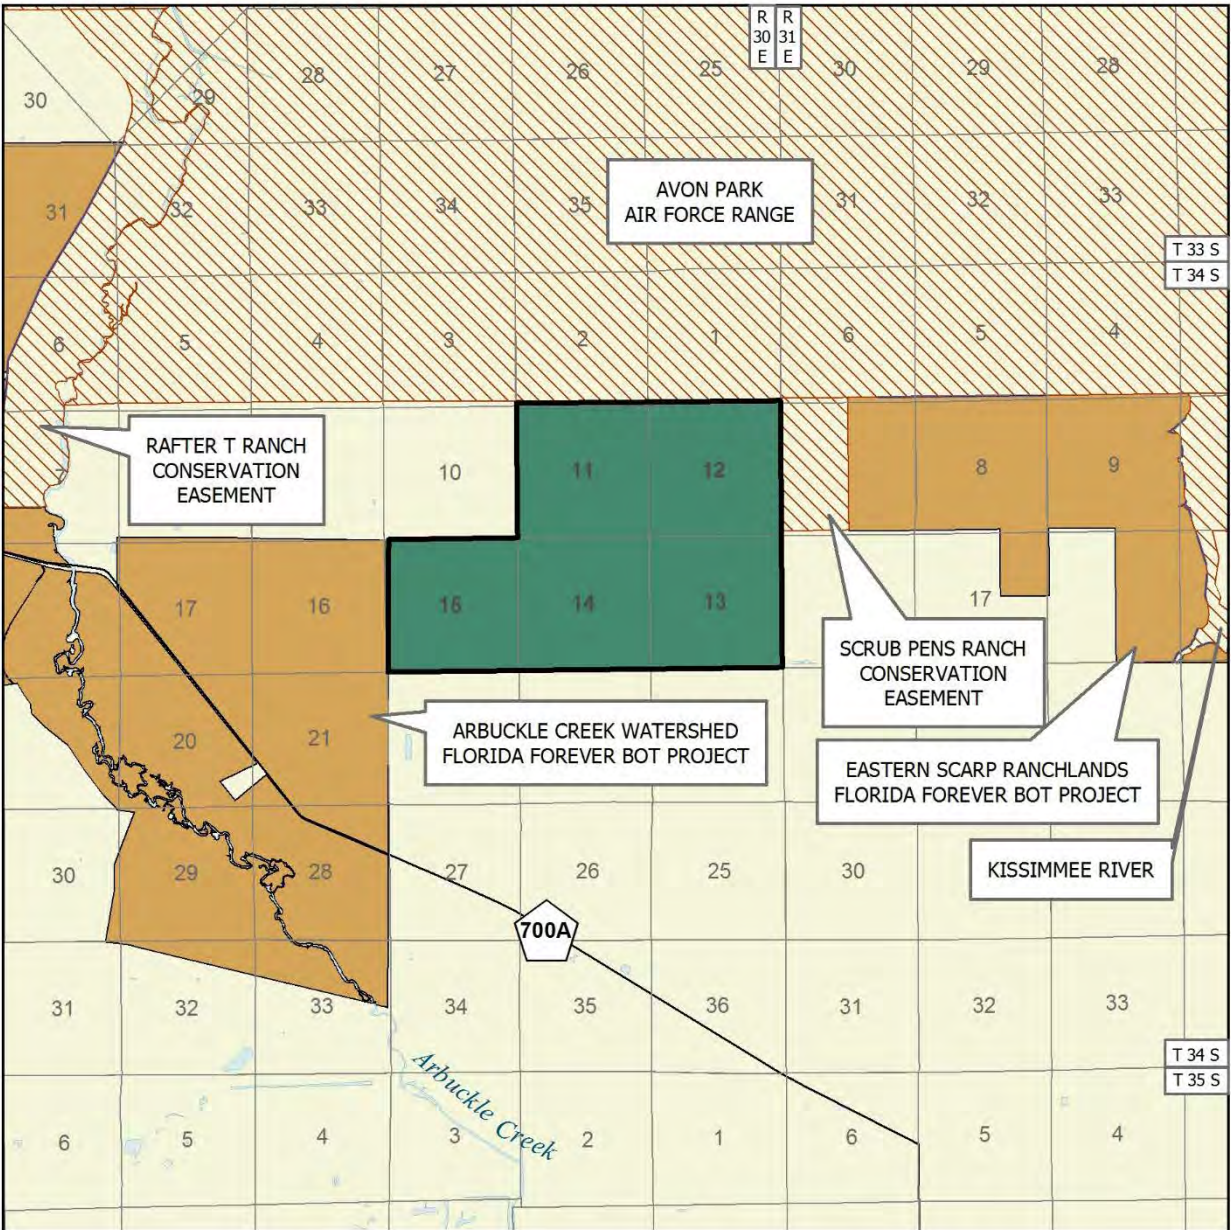 R R
30 31
E E
30 29 28 27 26 25 30 29 28
AVON PARK
AIR FORCE RANGE
31 32 33 34 35 31 32 33
T 33 S
T 34 S
6 5 4 3 2 1 6 5 4
RAFTER T RANCH
CONSERVATION
EASEMENT
7 10 11 12 8 9
17 16 15 14 13 17
SCRUB PENS RANCH
CONSERVATION
EASEMENT
ARBUCKLE CREEK WATERSHED
FLORIDA FOREVER BOT PROJECT
20 21
EASTERN SCARP RANCHLANDS
FLORIDA FOREVER BOT PROJECT
KISSIMMEE RIVER
30 29 28 27 26 25 30
700A
31 32 33 34 35 36 31 32 33
T 34 S
T 35 S
Arbuckle Creek
6 5 4 3 2 1 6 5 4